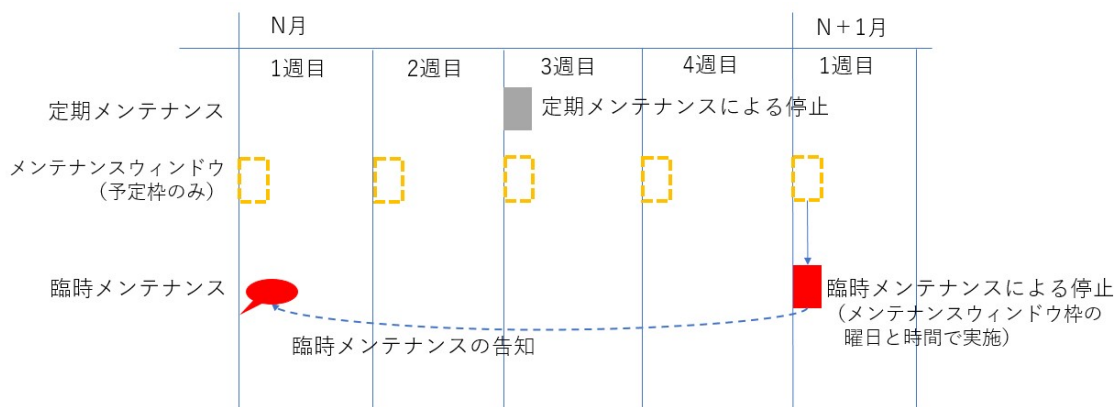 N月
N+1月
1週目
2週目
3週目
4週目
1週目
定期メンテナンス
定期メンテナンスによる停止
メンテナンスウィンドウ
(予定枠のみ)
臨時メンテナンス
臨時メンテナンスによる停止
(メンテナンスウィンドウ枠の
曜日と時間で実施)
臨時メンテナンスの告知